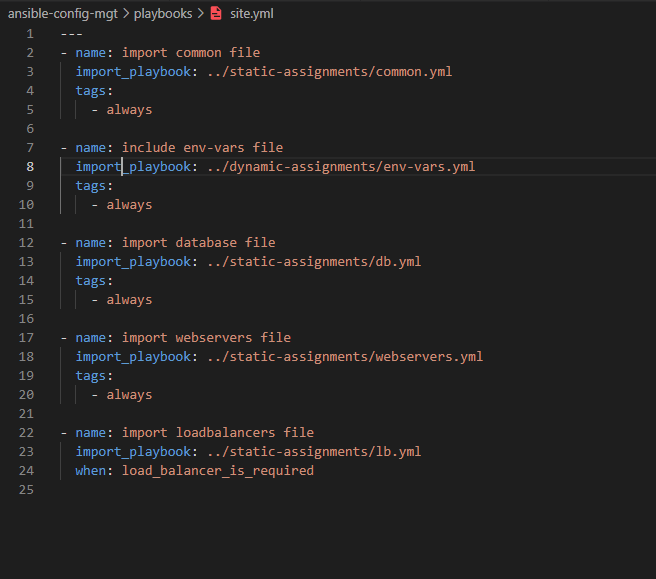 ansible-config-mgt > playbooks > site.yml
1 ---
2 - name: import common file
3   import_playbook: ../static-assignments/common.yml
4   tags:
5     - always
6
7 - name: include env-vars file
8   import_playbook: ../dynamic-assignments/env-vars.yml
9   tags:
10     - always
11
12 - name: import database file
13   import_playbook: ../static-assignments/db.yml
14   tags:
15     - always
16
17 - name: import webservers file
18   import_playbook: ../static-assignments/webservers.yml
19   tags:
20     - always
21
22 - name: import loadbalancers file
23   import_playbook: ../static-assignments/lb.yml
24   when: load_balancer_is_required
25